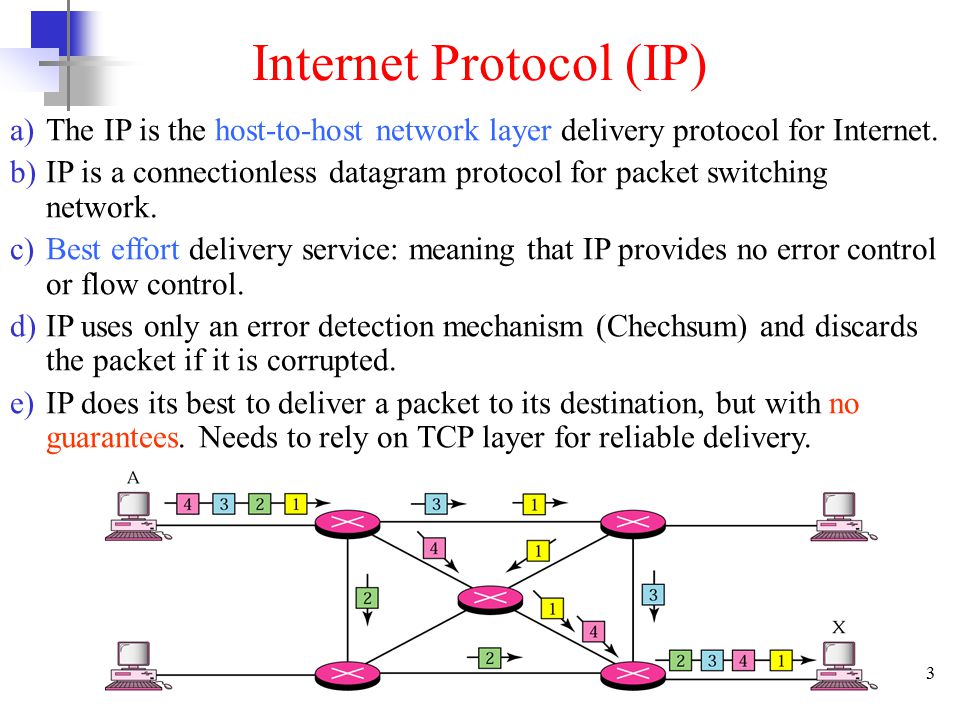 Internet Protocol (IP)
a) The IP is the host-to-host network layer delivery protocol for Internet.
b) IP is a connectionless datagram protocol for packet switching
network.
c) Best effort delivery service: meaning that IP provides no error control
or flow control.
d) IP uses only an error detection mechanism (Chechsum) and discards
the packet if it is corrupted.
e) IP does its best to deliver a packet to its destination, but with no
guarantees. Needs to rely on TCP layer for reliable delivery.
A
4 3 2 1
3
1
4
1
2
1
3
4
2
X
2 3 4 1
3